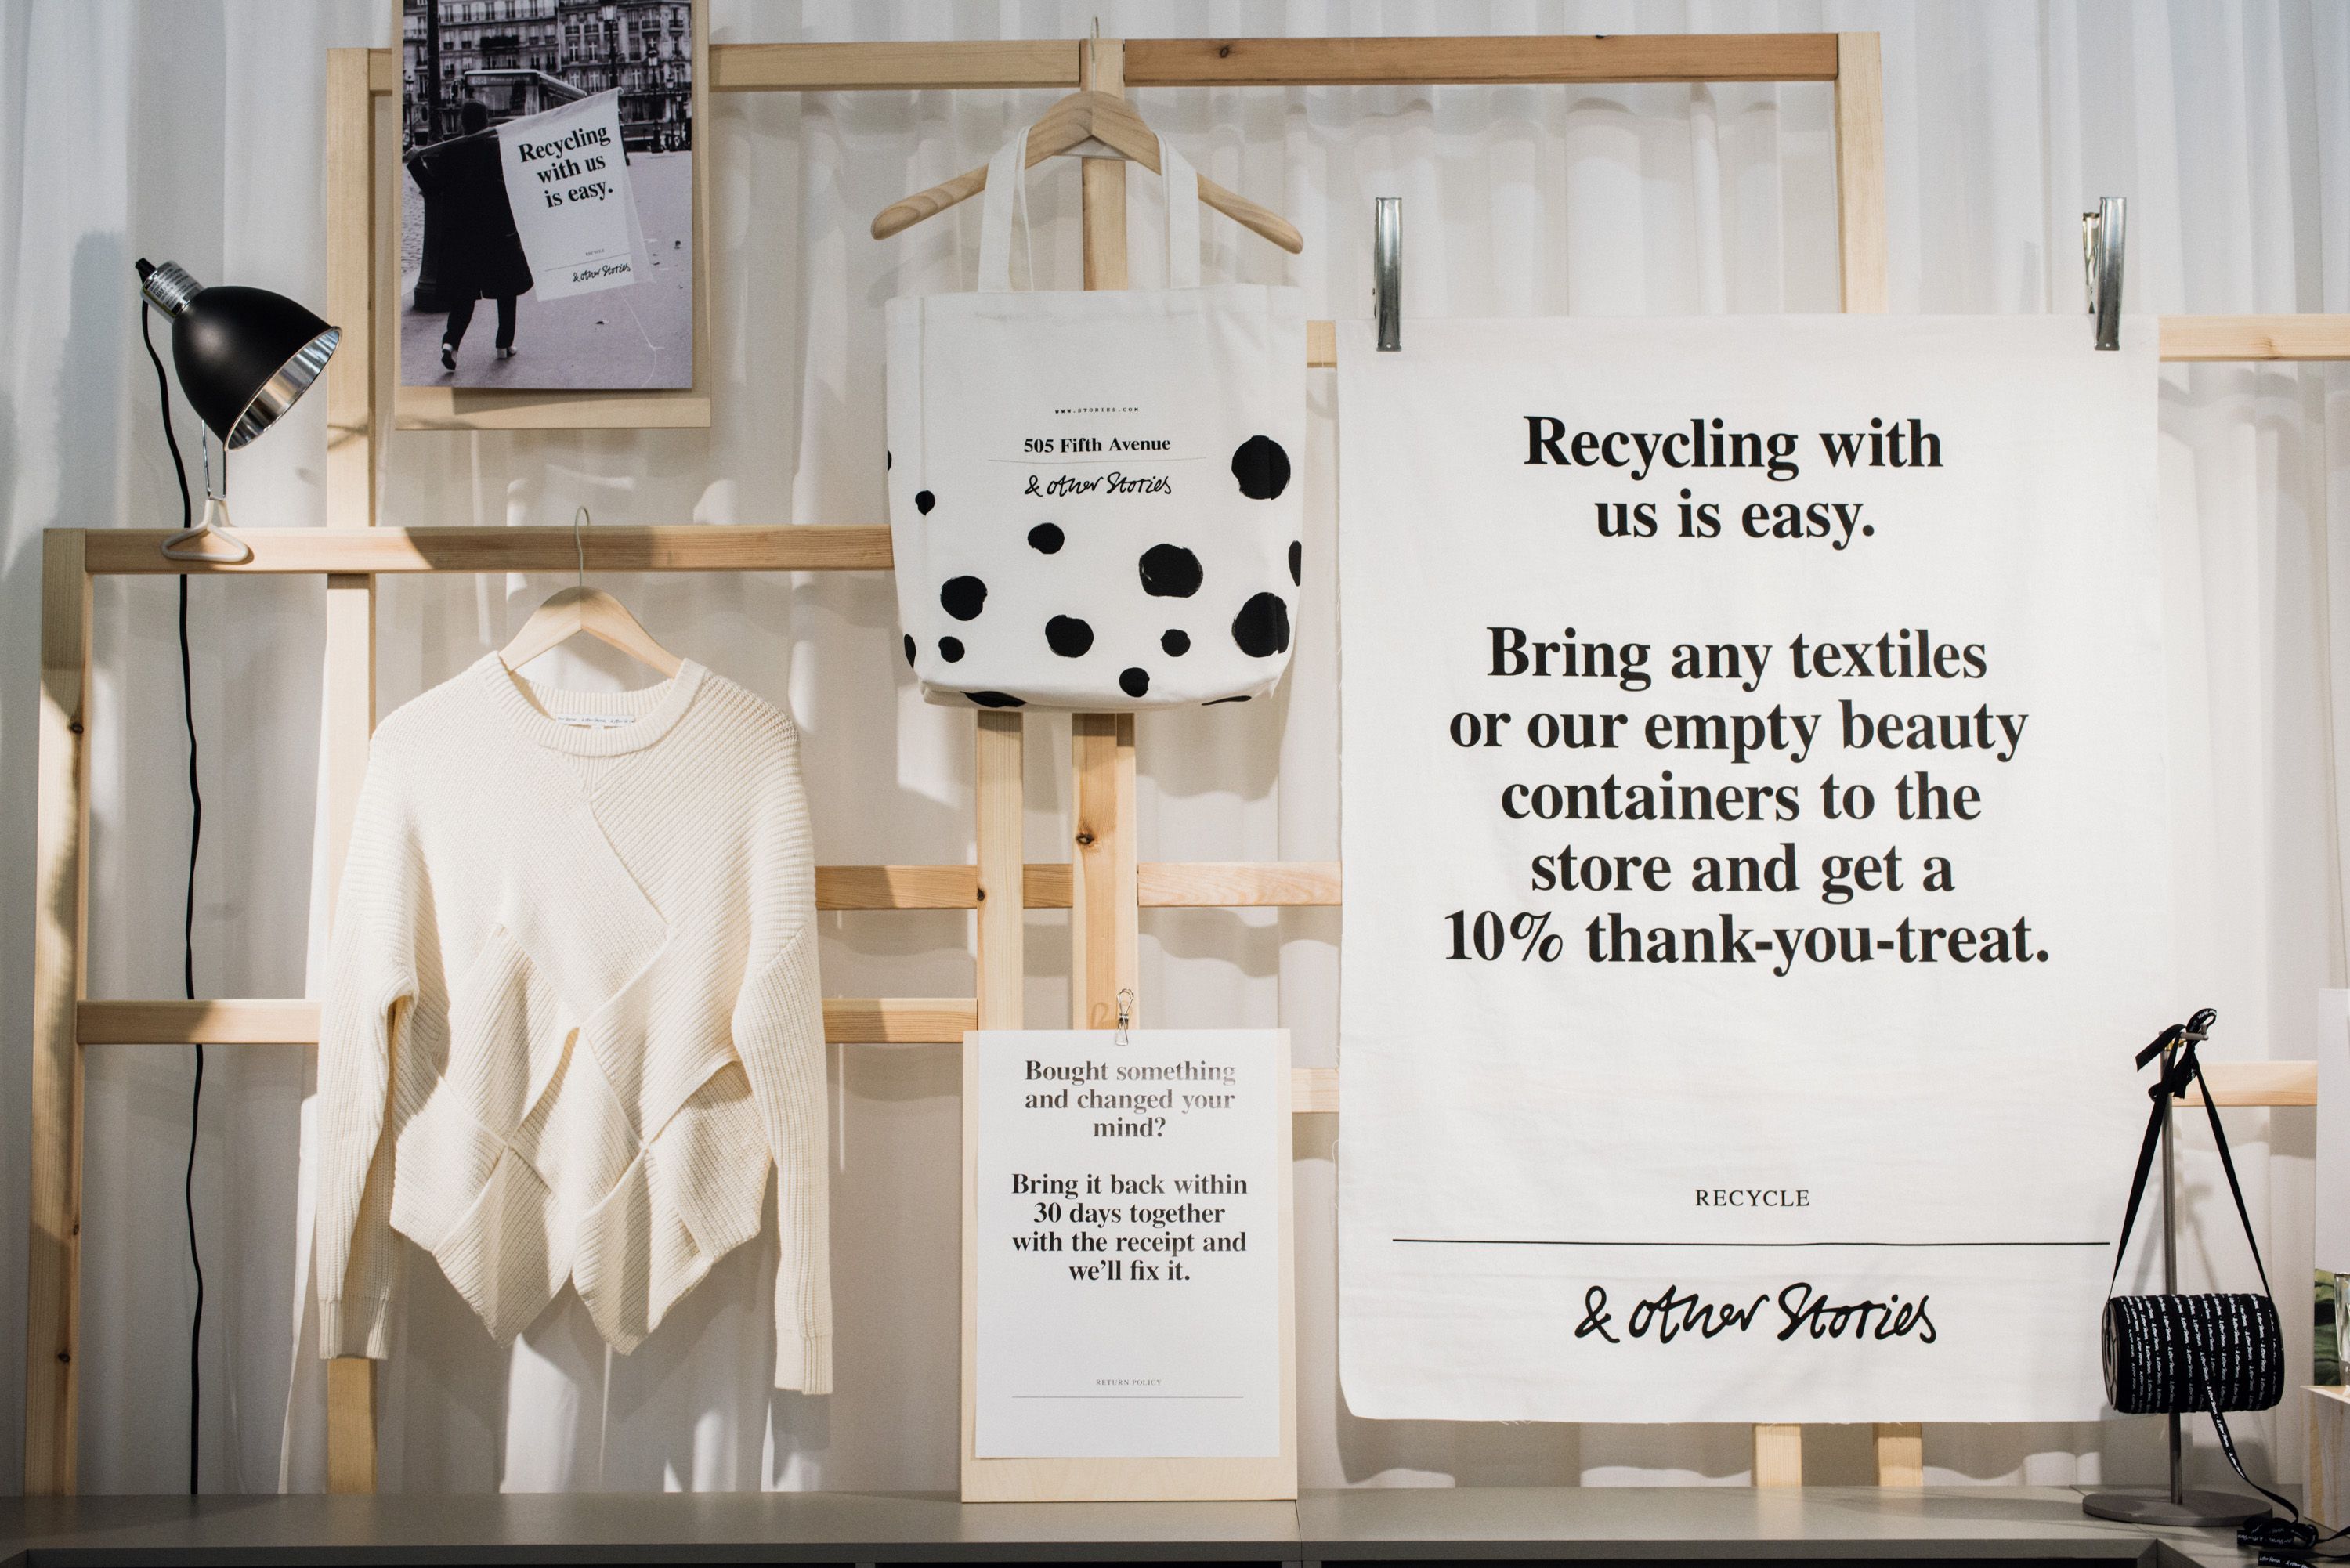 Recycling
with us
is easy.
RECYCLE
& other Stories
WWW.STORIES.COM
505 Fifth Avenue
& other Stories
Recycling with
us is easy.
Bring any textiles
or our empty beauty
containers to the
store and get a
10% thank-you-treat.
RECYCLE
& other Stories
Bought something
and changed your
mind?
Bring it back within
30 days together
with the receipt and
we'll fix it.
RETURN POLICY